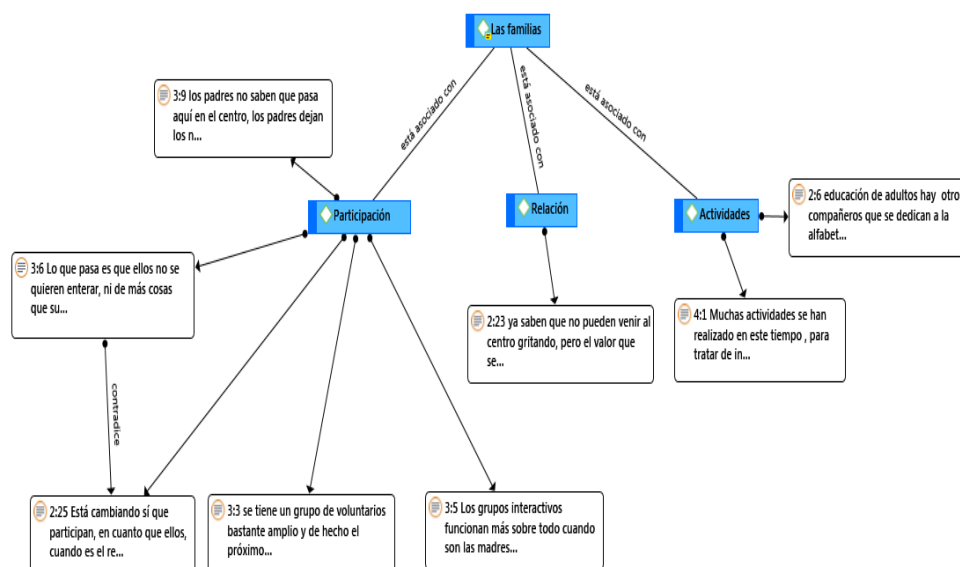 Las familias
está asociado con
está asociado con
está asociado con
3:9 los padres no saben que pasa
aquí en el centro, los padres dejan
los n...
Participación
Relación
Actividades
2:6 educación de adultos hay otro
compañeros que se dedican a la
alfabet...
3:6 Lo que pasa es que ellos no se
quieren enterar, ni de más cosas
que su...
2:23 ya saben que no pueden venir al
centro gritando, pero el valor que
se...
4:1 Muchas actividades se han
realizado en este tiempo , para
tratar de in...
contradice
2:25 Está cambiando sí que
participan, en cuanto que ellos,
cuando es el re...
3:3 se tiene un grupo de voluntarios
bastante amplio y de hecho el
próximo...
3:5 Los grupos interactivos
funcionan más sobre todo cuando
son las madres...